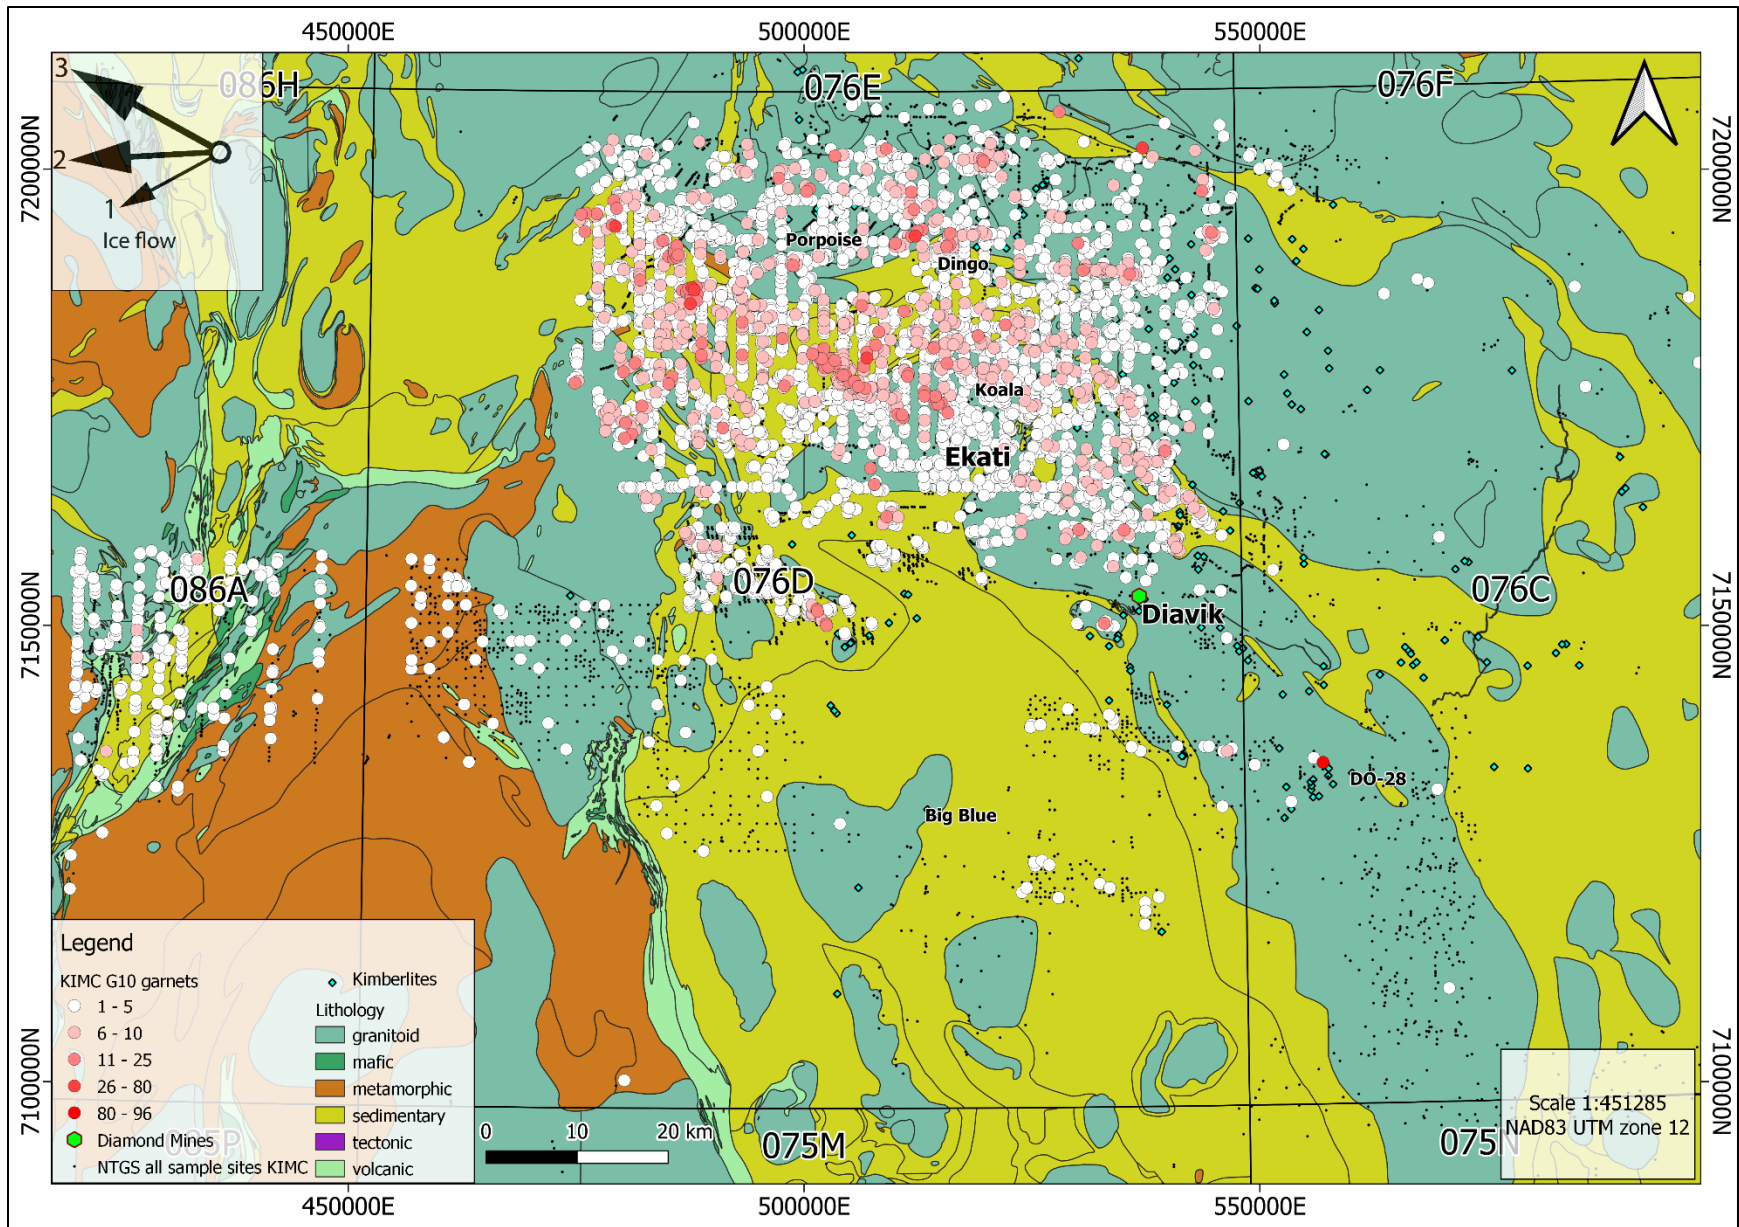 450000E 500000E 550000E
3 086H 076E 076F
2
1
Ice flow
7200000N 7200000N
Porpoise
Dingo
Koala
Ekati
086A 076D 076C
Diavik
7150000N 7150000N
DO-28
Big Blue
Legend
KIMC G10 garnets
1 - 5
6 - 10
11 - 25
26 - 80
80 - 96
Diamond Mines
NTGS all sample sites KIMC
Kimberlites
Lithology
granitoid
mafic
metamorphic
sedimentary
tectonic
volcanic
085P 075M 075N
0 10 20 km
Scale 1:451285
NAD83 UTM zone 12
7100000N 7100000N
450000E 500000E 550000E